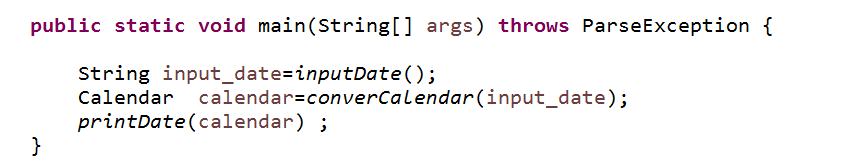 public static void main(String[] args) throws ParseException {
String input_date=inputDate();
Calendar  calendar=converCalendar(input_date);
printDate(calendar) ;
}